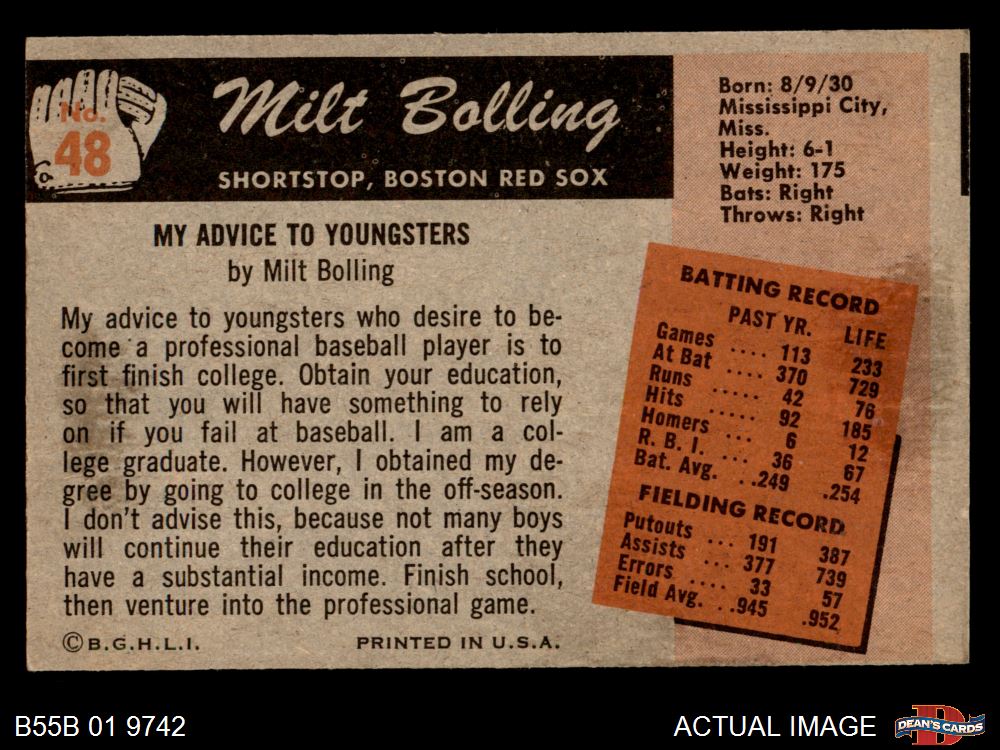 No.
48
Milt Bolling
SHORTSTOP, BOSTON RED SOX
Born: 8/9/30
Mississippi City,
Miss.
Height: 6-1
Weight: 175
Bats: Right
Throws: Right
MY ADVICE TO YOUNGSTERS
by Milt Bolling
My advice to youngsters who desire to be-
come a professional baseball player is to
first finish college. Obtain your education,
so that you will have something to rely
on if you fail at baseball. I am a col-
lege graduate. However, I obtained my de-
gree by going to college in the off-season.
I don't advise this, because not many boys
will continue their education after they
have a substantial income. Finish school,
then venture into the professional game.
©B.G.H.L.I. PRINTED IN U.S.A.
BATTING RECORD
PAST YR. LIFE
Games .... 113 233
At Bat .... 370 729
Runs ..... 42 76
Hits ..... 92 185
Homers ... 6 12
R. B. I. ... 36 67
Bat. Avg. ..249 .254
FIELDING RECORD
Putouts ... 191 387
Assists ... 377 739
Errors .... 33 57
Field Avg. ..945 .952
B55B 01 9742
ACTUAL IMAGE
D
DEAN'S CARDS